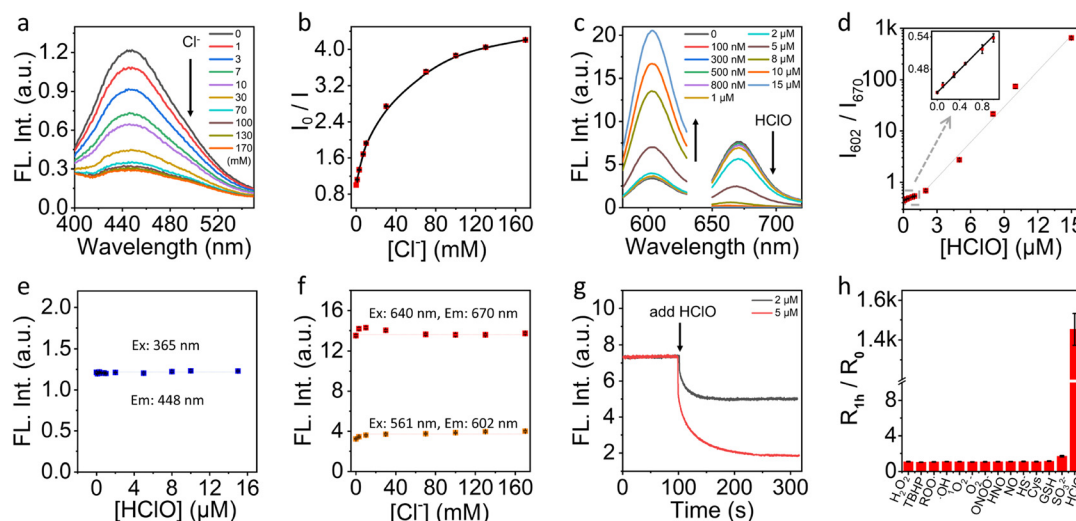 a
Cl⁻
0
1
3
7
10
30
70
100
130
170
(mM)
1.2
0.9
0.6
0.3
0.0
FL. Int. (a.u.)
400 440 480 520
Wavelength (nm)
b
4.0
3.0
2.0
1.0
I₀ / I
0 40 80 120 160
[Cl⁻] (mM)
c
0
100 nM
300 nM
500 nM
800 nM
1 μM
2 μM
5 μM
8 μM
10 μM
15 μM
HClO
20
15
10
5
0
FL. Int. (a.u.)
600 650 700
Wavelength (nm)
d
1k
100
10
1
I₆₀₂ / I₆₇₀
0.54
0.48
0.0 0.4 0.8
0 3 6 9 12 15
[HClO] (μM)
e
Ex: 365 nm
Em: 448 nm
2.0
1.5
1.0
0.5
0.0
FL. Int. (a.u.)
0 4 8 12 16
[HClO] (μM)
f
Ex: 640 nm, Em: 670 nm
Ex: 561 nm, Em: 602 nm
16
12
8
4
0
FL. Int. (a.u.)
0 40 80 120 160
[Cl⁻] (mM)
g
2 μM
5 μM
add HClO
8
6
4
2
FL. Int. (a.u.)
0 100 200 300
Time (s)
h
1.6k
1.4k
8
6
4
2
0
R₁ₕ / R₀
H₂O₂
TBHP
ROO·
·OH
ONOO⁻
HNO
NO
HS⁻
Cys
GSH
SO₃²⁻